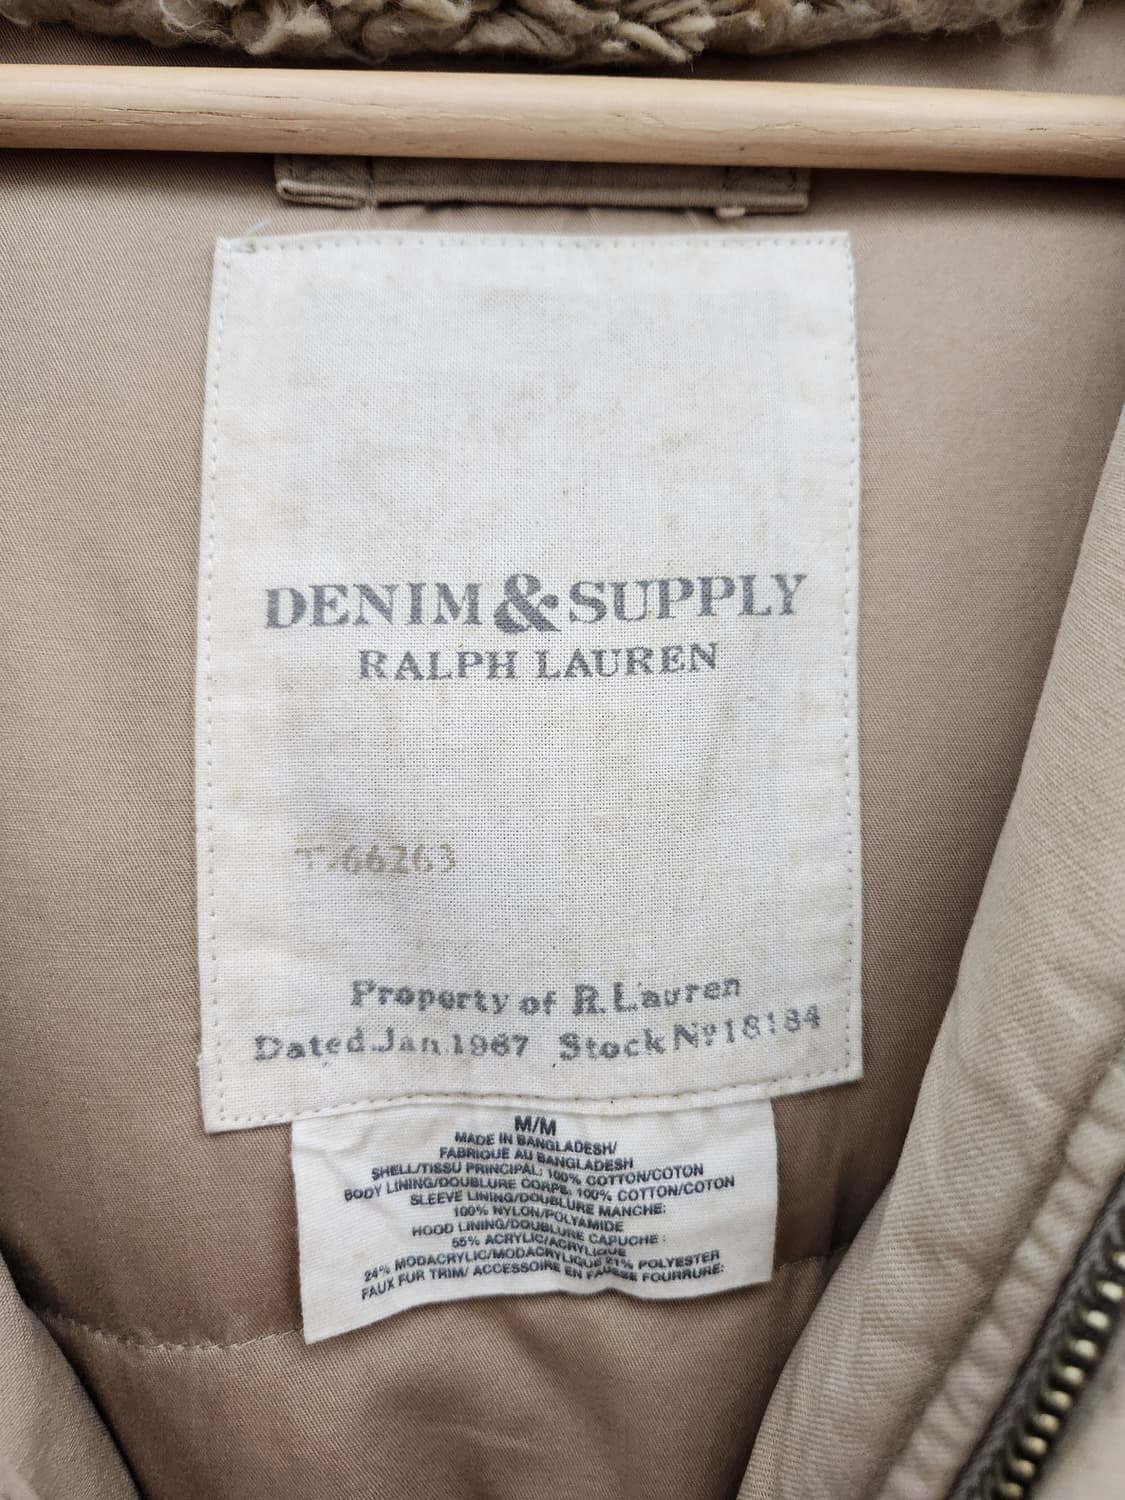 DENIM & SUPPLY
RALPH LAUREN
66263
Property of R. Lauren
Dated Jan. 1967 Stock Nº 18184
M/M
MADE IN BANGLADESH/
FABRIQUE AU BANGLADESH
SHELL/TISSU PRINCIPAL: 100% COTTON/COTON
BODY LINING/DOUBLURE CORPS: 100% COTTON/COTON
SLEEVE LINING/DOUBLURE MANCHE:
100% NYLON/POLYAMIDE
HOOD LINING/DOUBLURE CAPUCHE :
55% ACRYLIC/ACRYLIQUE
24% MODACRYLIC/MODACRYLIQUE 21% POLYESTER
FAUX FUR TRIM/ ACCESSOIRE EN FAUSSE FOURRURE: